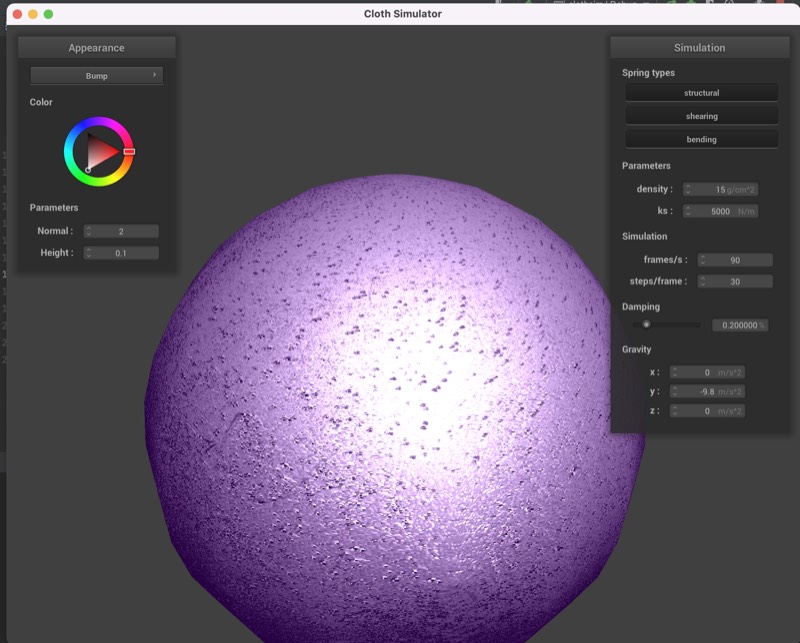 Cloth Simulator
Appearance
Bump
Color
Parameters
Normal : 2
Height : 0.1
Simulation
Spring types
structural
shearing
bending
Parameters
density : 15 g/cm^2
ks : 5000 N/m
Simulation
frames/s : 90
steps/frame : 30
Damping
0.200000 %
Gravity
x : 0 m/s^2
y : -9.8 m/s^2
z : 0 m/s^2